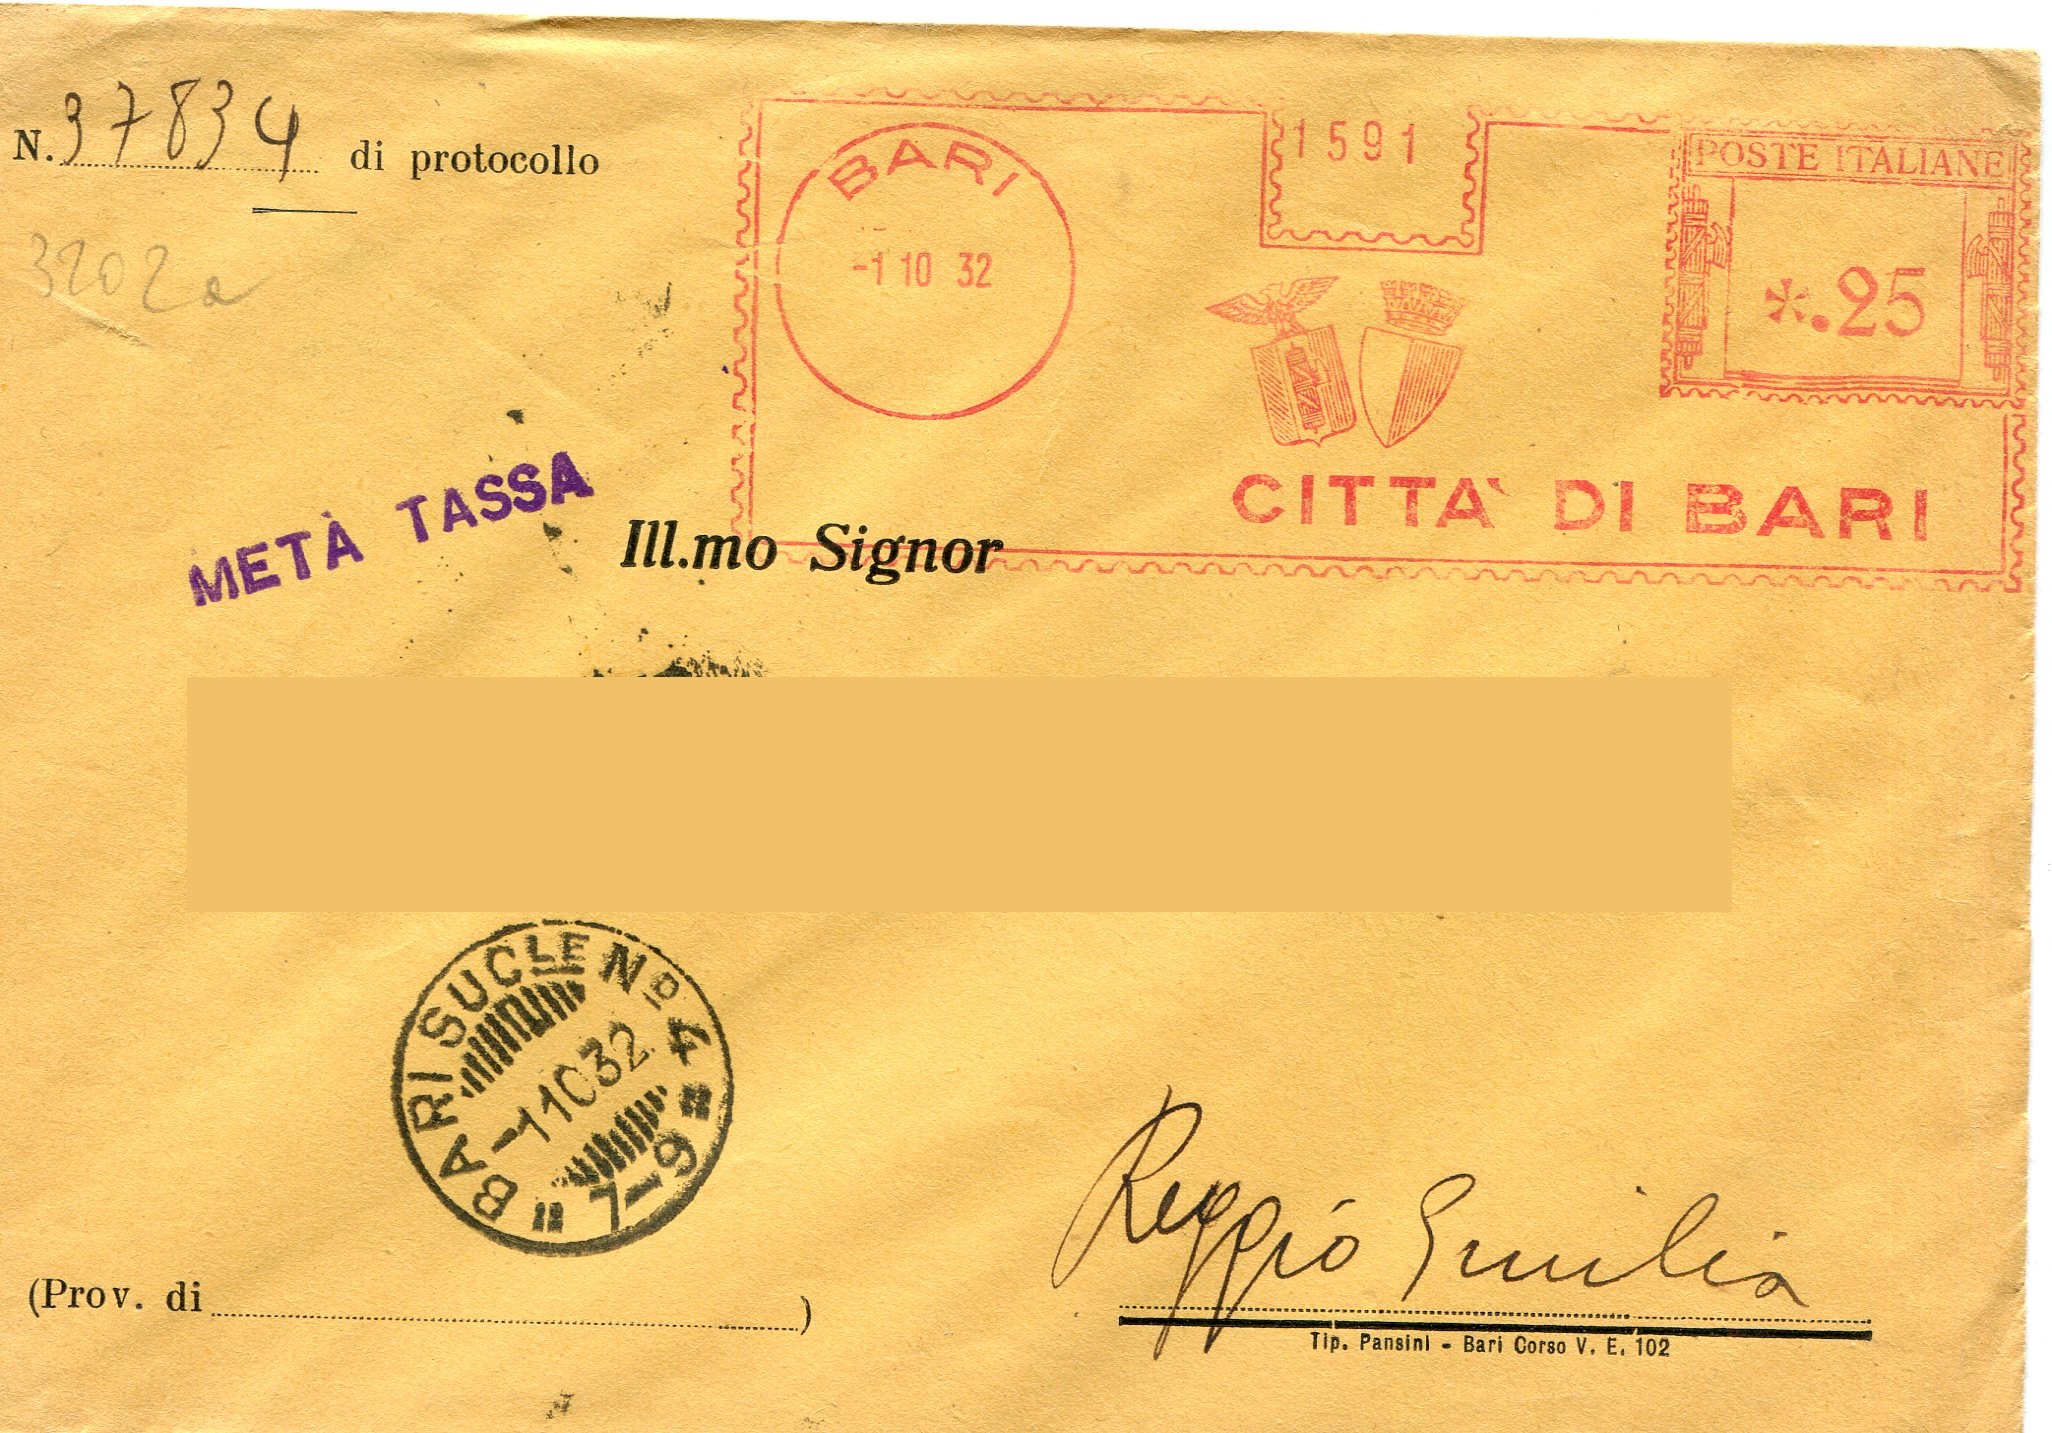 N. 37834 di protocollo
3202a
BARI
-1 10 32
1591
POSTE ITALIANE
*.25
CITTA' DI BARI
METÀ TASSA
Ill.mo Signor
BARI SUCLE No 4
-1 10 32
7-9
Reggio Emilia
(Prov. di )
Tip. Pansini - Bari Corso V. E. 102